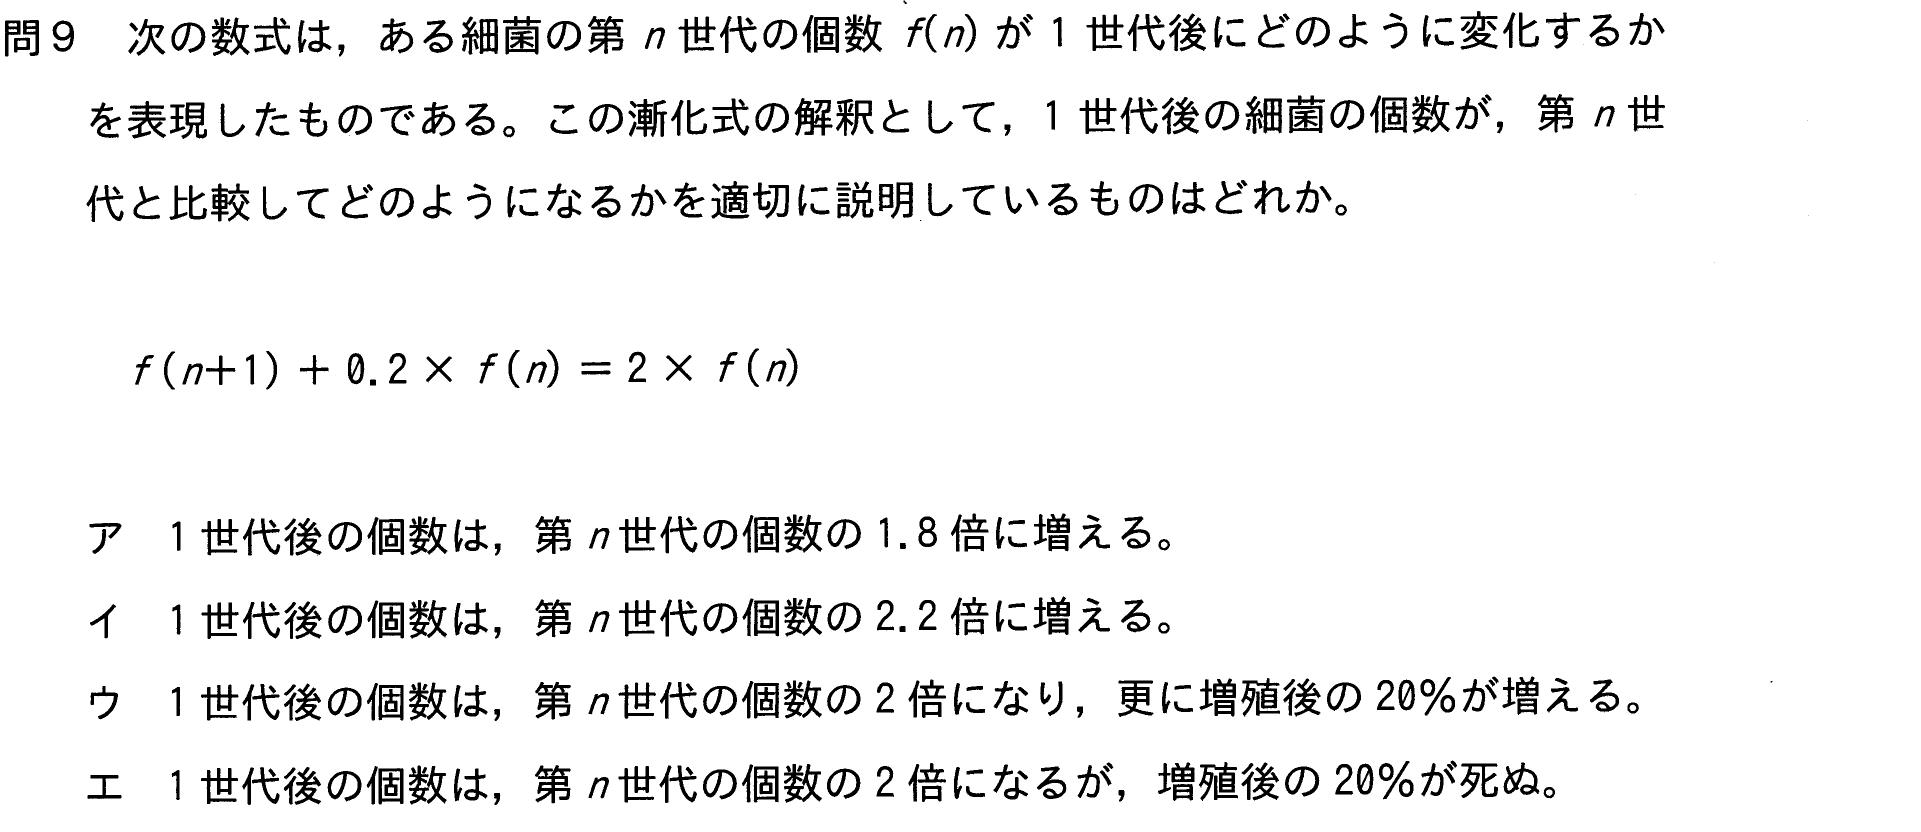 問9 次の数式は，ある細菌の第 n 世代の個数 f(n) が 1 世代後にどのように変化するか
を表現したものである。この漸化式の解釈として，1 世代後の細菌の個数が，第 n 世
代と比較してどのようになるかを適切に説明しているものはどれか。
f(n+1) + 0.2 × f(n) = 2 × f(n)
ア 1 世代後の個数は，第 n 世代の個数の 1.8 倍に増える。
イ 1 世代後の個数は，第 n 世代の個数の 2.2 倍に増える。
ウ 1 世代後の個数は，第 n 世代の個数の 2 倍になり，更に増殖後の 20％が増える。
エ 1 世代後の個数は，第 n 世代の個数の 2 倍になるが，増殖後の 20％が死ぬ。